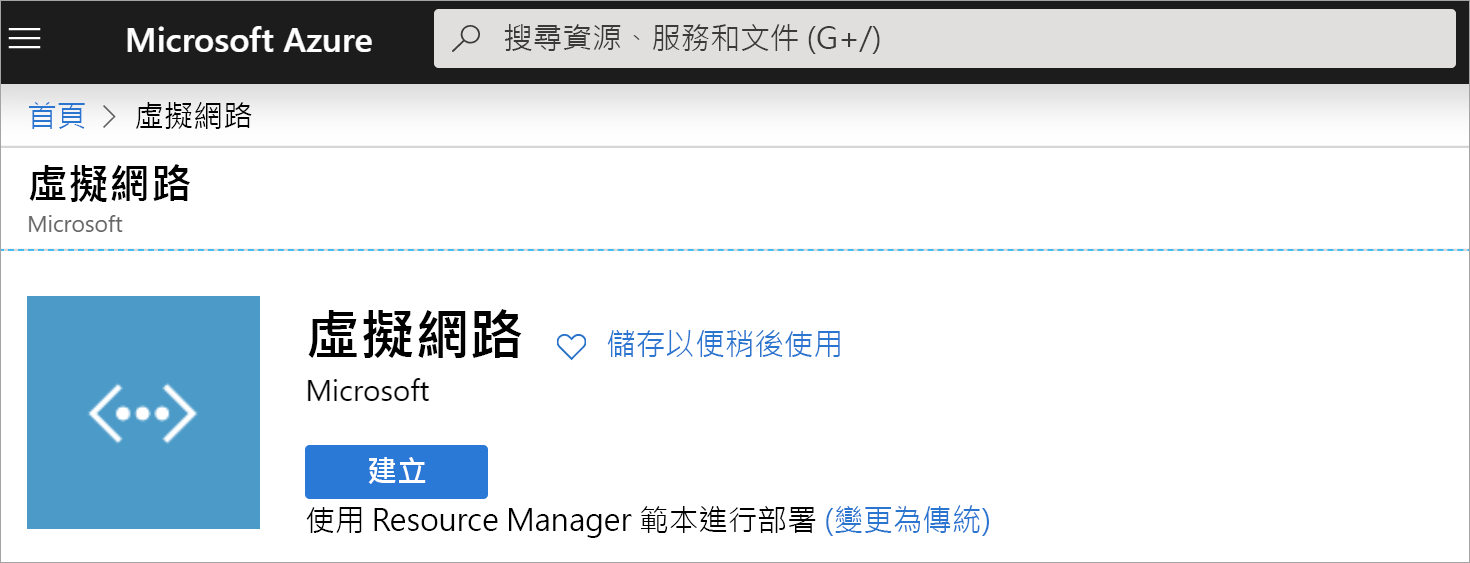 Microsoft Azure
搜尋資源、服務和文件 (G+/)
首頁 > 虛擬網路
虛擬網路
Microsoft
虛擬網路
儲存以便稍後使用
Microsoft
建立
使用 Resource Manager 範本進行部署 (變更為傳統)